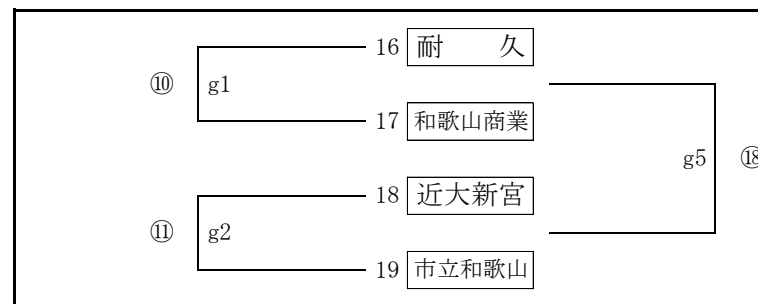 16 耐 久
⑩ g1
17 和歌山商業
g5 ⑱
18 近大新宮
⑪ g2
19 市立和歌山